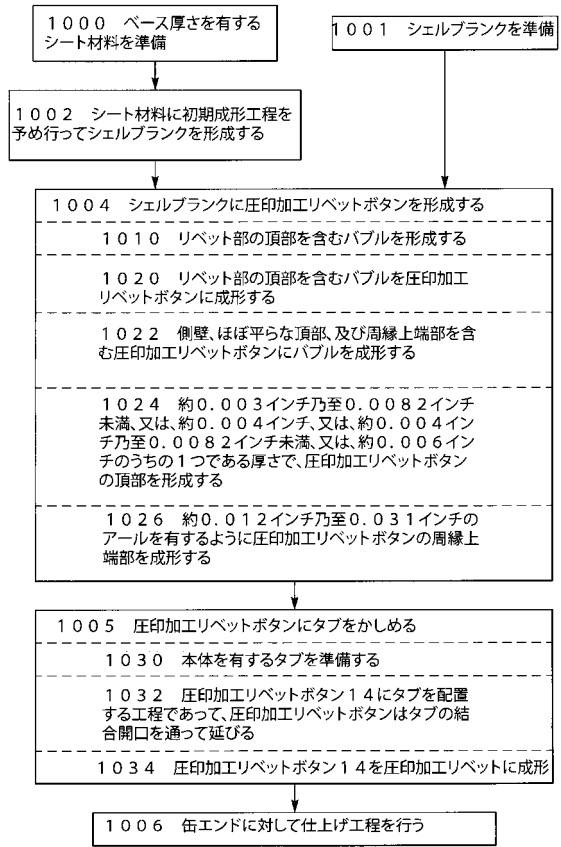 １０００　ベース厚さを有する
シート材料を準備
１００１　シェルブランクを準備
１００２　シート材料に初期成形工程を
予め行ってシェルブランクを形成する
１００４　シェルブランクに圧印加工リベットボタンを形成する
１０１０　リベット部の頂部を含むバブルを形成する
１０２０　リベット部の頂部を含むバブルを圧印加工
リベットボタンに成形する
１０２２　側壁、ほぼ平らな頂部、及び周縁上端部を含
む圧印加工リベットボタンにバブルを成形する
１０２４　約０．００３インチ乃至０．００８２インチ
未満、又は、約０．００４インチ、又は、約０．００４イン
チ乃至０．００８２インチ未満、又は、約０．００６イン
チのうちの１つである厚さで、圧印加工リベットボタン
の頂部を形成する
１０２６　約０．０１２インチ乃至０．０３１インチの
アールを有するように圧印加工リベットボタンの周縁上
端部を成形する
１００５　圧印加工リベットボタンにタブをかしめる
１０３０　本体を有するタブを準備する
１０３２　圧印加工リベットボタン１４にタブを配置
する工程であって、圧印加工リベットボタンはタブの結
合開口を通って延びる
１０３４　圧印加工リベットボタン１４を圧印加工リベットに成形
１００６　缶エンドに対して仕上げ工程を行う